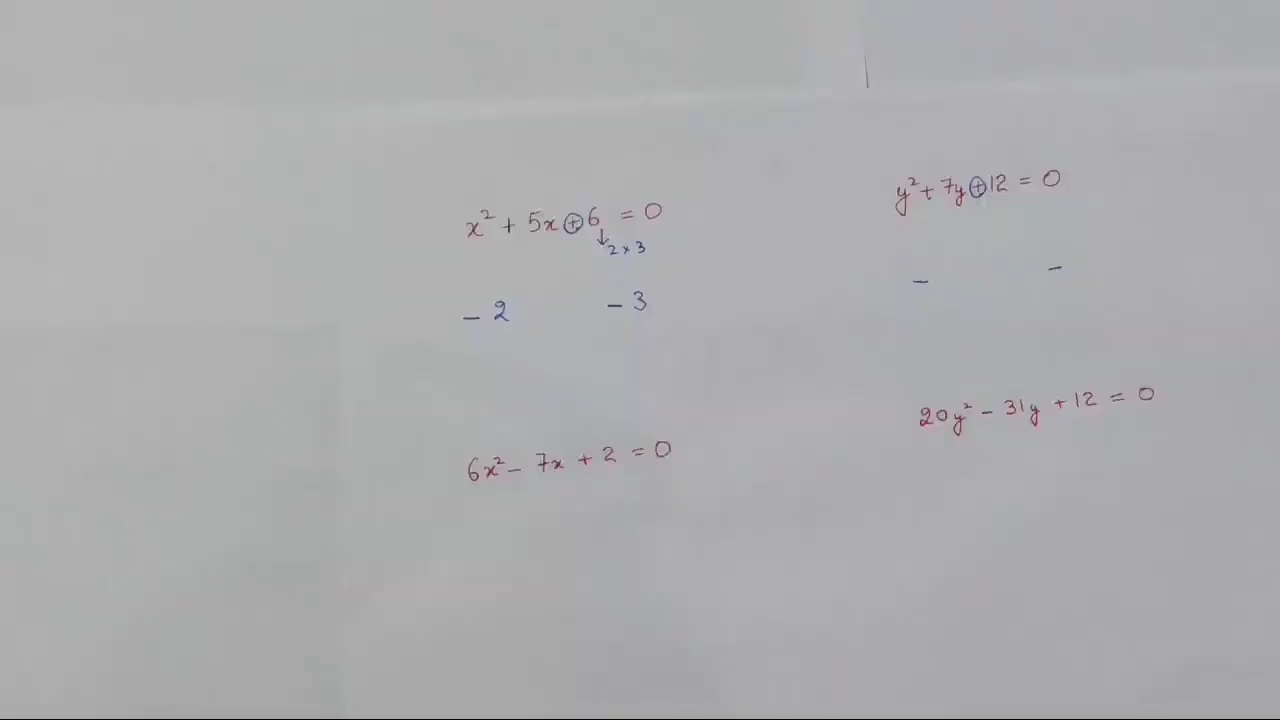 x² + 5x ⊕ 6 = 0
↓ 2 × 3
- 2 - 3
y² + 7y ⊕ 12 = 0
- -
6x² - 7x + 2 = 0
20y² - 31y + 12 = 0